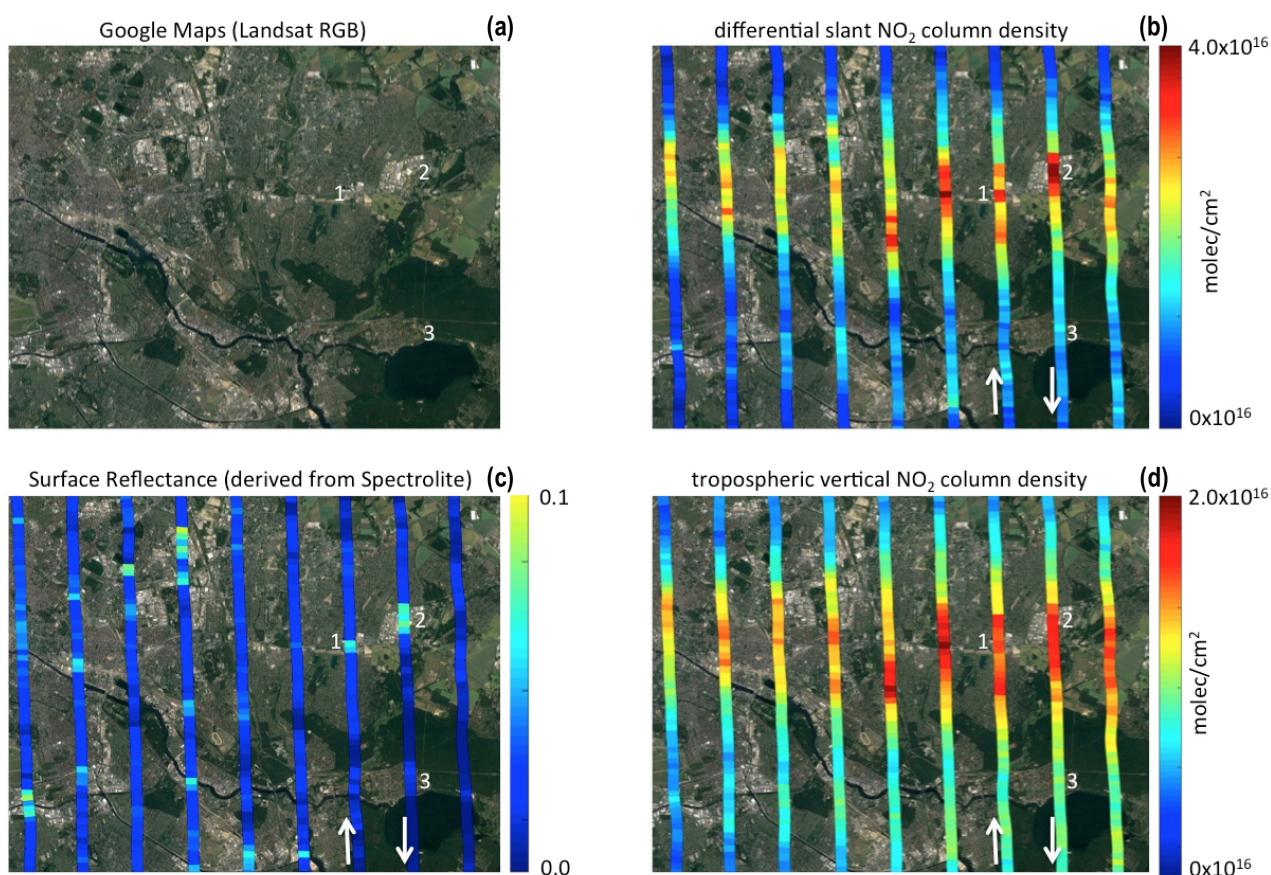 Google Maps (Landsat RGB)
(a)
1
2
3
differential slant NO₂ column density
(b)
1
2
3
4.0x10¹⁶
molec/cm²
0x10¹⁶
Surface Reflectance (derived from Spectrolite)
(c)
1
2
3
0.1
0.0
tropospheric vertical NO₂ column density
(d)
1
2
3
2.0x10¹⁶
molec/cm²
0x10¹⁶